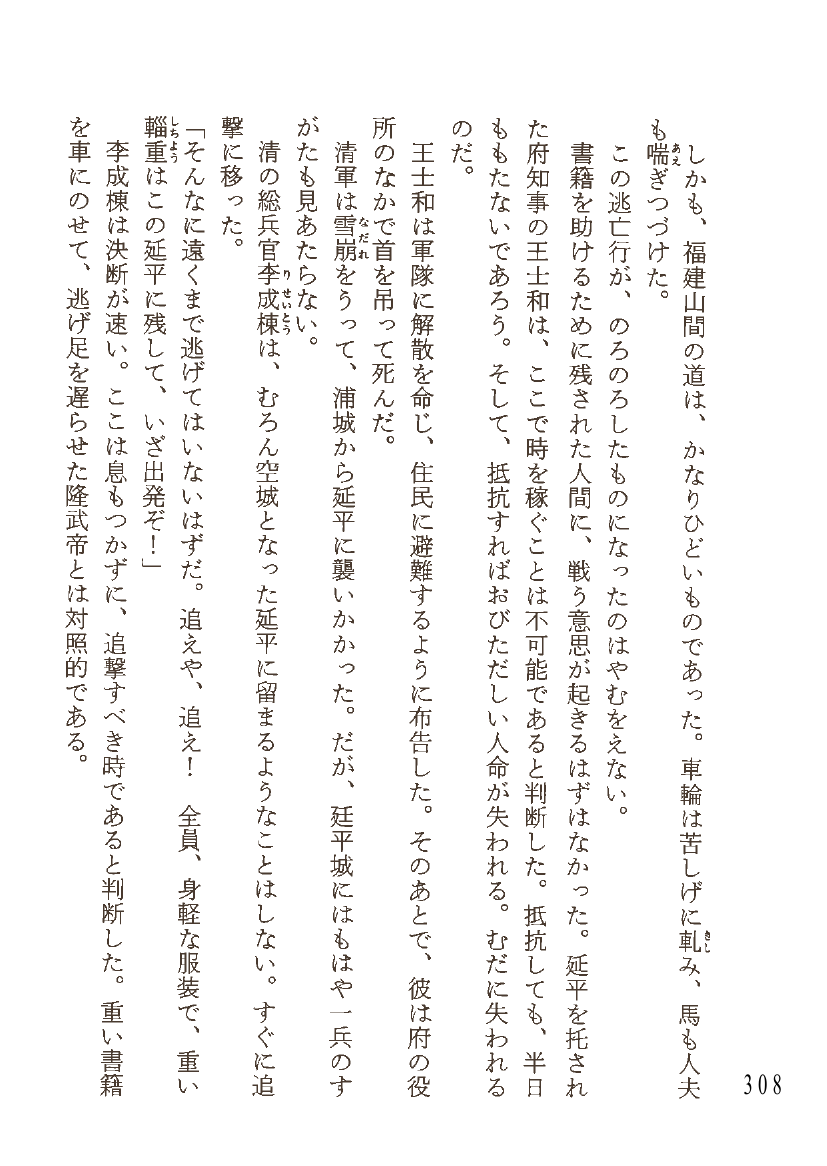 しかも、福建山間の道は、かなりひどいものであった。車輪は苦しげに軋み、馬も人夫
も喘ぎつづけた。
この逃亡行が、のろのろしたものになったのはやむをえない。
書籍を助けるために残された人間に、戦う意思が起きるはずはなかった。延平を托され
た府知事の王士和は、ここで時を稼ぐことは不可能であると判断した。抵抗しても、半日
ももたないであろう。そして、抵抗すればおびただしい人命が失われる。むだに失われる
のだ。
王士和は軍隊に解散を命じ、住民に避難するように布告した。そのあとで、彼は府の役
所のなかで首を吊って死んだ。
清軍は雪崩をうって、浦城から延平に襲いかかった。だが、廷平城にはもはや一兵のす
がたも見あたらない。
清の総兵官李成棟は、むろん空城となった延平に留まるようなことはしない。すぐに追
撃に移った。
「そんなに遠くまで逃げてはいないはずだ。追えや、追え！　全員、身軽な服装で、重い
輜重はこの延平に残して、いざ出発ぞ！」
李成棟は決断が速い。ここは息もつかずに、追撃すべき時であると判断した。重い書籍
を車にのせて、逃げ足を遅らせた隆武帝とは対照的である。
308